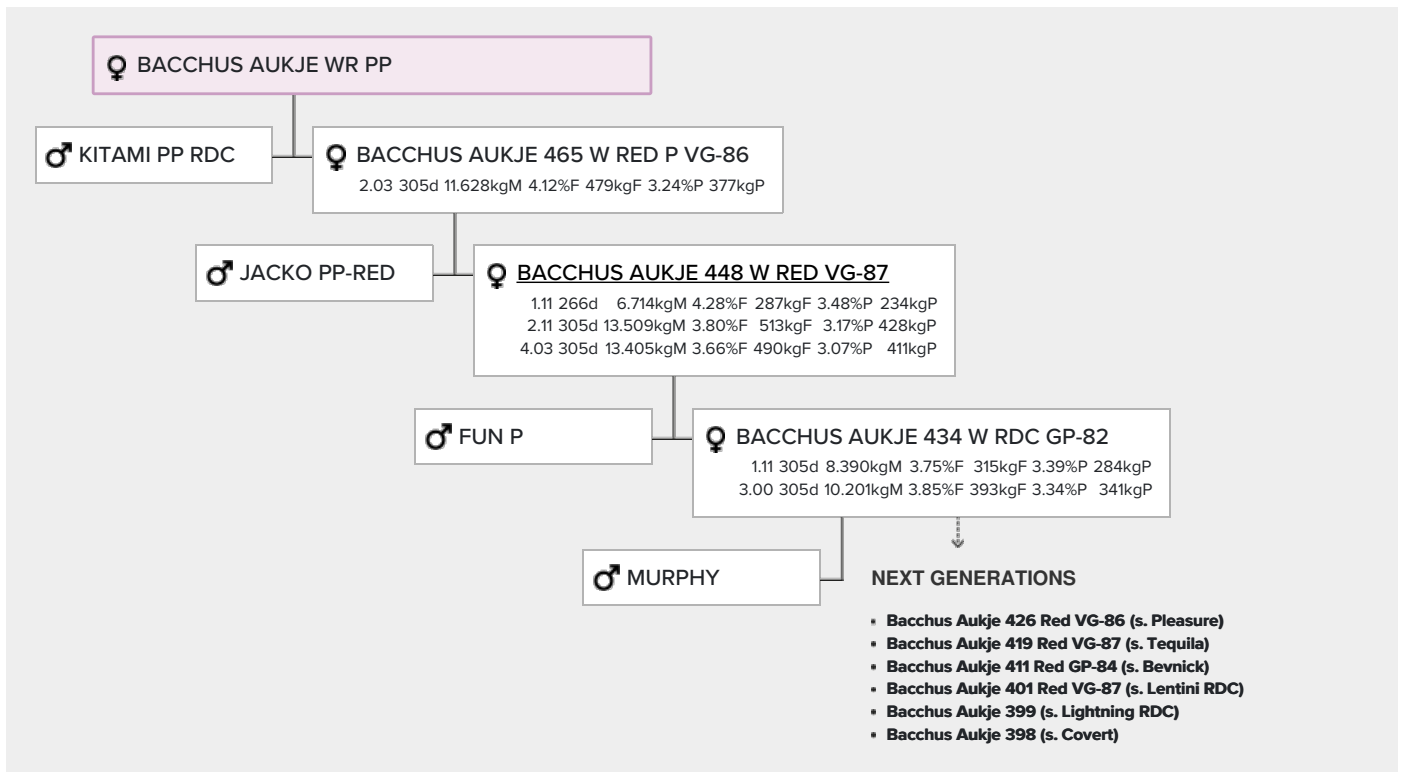 BACCHUS AUKJE WR PP
KITAMI PP RDC
BACCHUS AUKJE 465 W RED P VG-86
2.03 305d 11.628kgM 4.12%F 479kgF 3.24%P 377kgP
JACKO PP-RED
BACCHUS AUKJE 448 W RED VG-87
1.11 266d 6.714kgM 4.28%F 287kgF 3.48%P 234kgP
2.11 305d 13.509kgM 3.80%F 513kgF 3.17%P 428kgP
4.03 305d 13.405kgM 3.66%F 490kgF 3.07%P 411kgP
FUN P
BACCHUS AUKJE 434 W RDC GP-82
1.11 305d 8.390kgM 3.75%F 315kgF 3.39%P 284kgP
3.00 305d 10.201kgM 3.85%F 393kgF 3.34%P 341kgP
MURPHY
NEXT GENERATIONS
Bacchus Aukje 426 Red VG-86 (s. Pleasure)
Bacchus Aukje 419 Red VG-87 (s. Tequila)
Bacchus Aukje 411 Red GP-84 (s. Bevnick)
Bacchus Aukje 401 Red VG-87 (s. Lentini RDC)
Bacchus Aukje 399 (s. Lightning RDC)
Bacchus Aukje 398 (s. Covert)